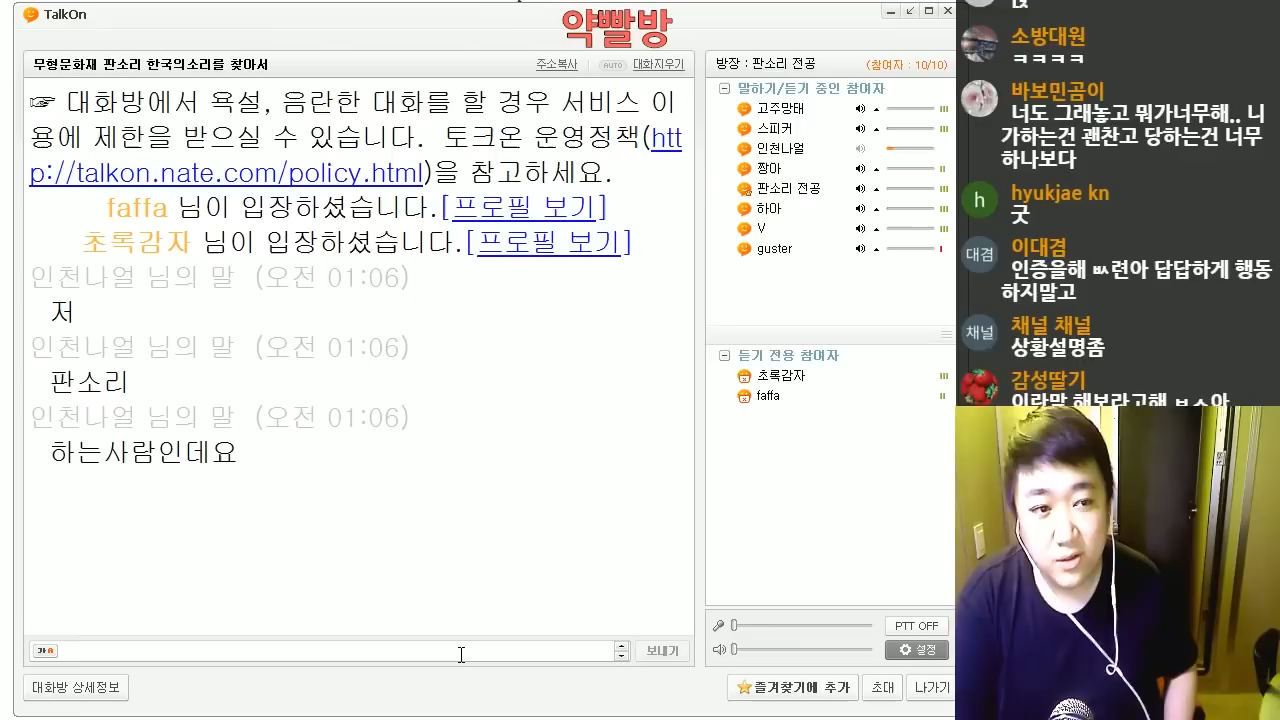 TalkOn
약빨방
무형문화재 판소리 한국의소리를 찾아서
주소복사
AUTO
대화지우기
☞ 대화방에서 욕설, 음란한 대화를 할 경우 서비스 이
용에 제한을 받으실 수 있습니다. 토크온 운영정책(htt
p://talkon.nate.com/policy.html)을 참고하세요.
faffa 님이 입장하셨습니다.[프로필 보기]
초록감자 님이 입장하셨습니다.[프로필 보기]
인천나얼 님의 말 (오전 01:06)
저
인천나얼 님의 말 (오전 01:06)
판소리
인천나얼 님의 말 (오전 01:06)
하는사람인데요
보내기
대화방 상세정보
방장 : 판소리 전공
(참여자 : 10/10)
말하기/듣기 중인 참여자
고주망태
스피커
인천나얼
짱아
판소리 전공
하아
V
guster
듣기 전용 참여자
초록감자
faffa
PTT OFF
설정
즐겨찾기에 추가
초대
나가기
소방대원
ㅋㅋㅋㅋ
바보민곰이
너도 그래놓고 뭐가너무해.. 니
가하는건 괜찬고 당하는건 너무
하나보다
h
hyukjae kn
굿
대겸
이대겸
인증을해 ㅄ련아 답답하게 행동
하지말고
채널
채널 채널
상황설명좀
감성딸기
이라말 해보라고해 ㅂㅅ아